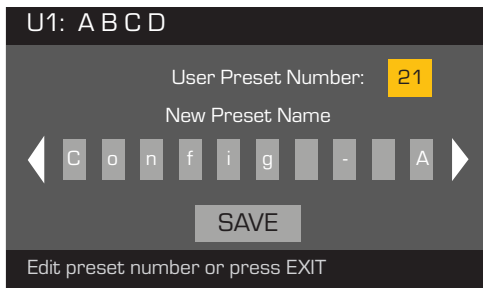 U1: A B C D
User Preset Number: 21
New Preset Name
C o n f i g - A
SAVE
Edit preset number or press EXIT